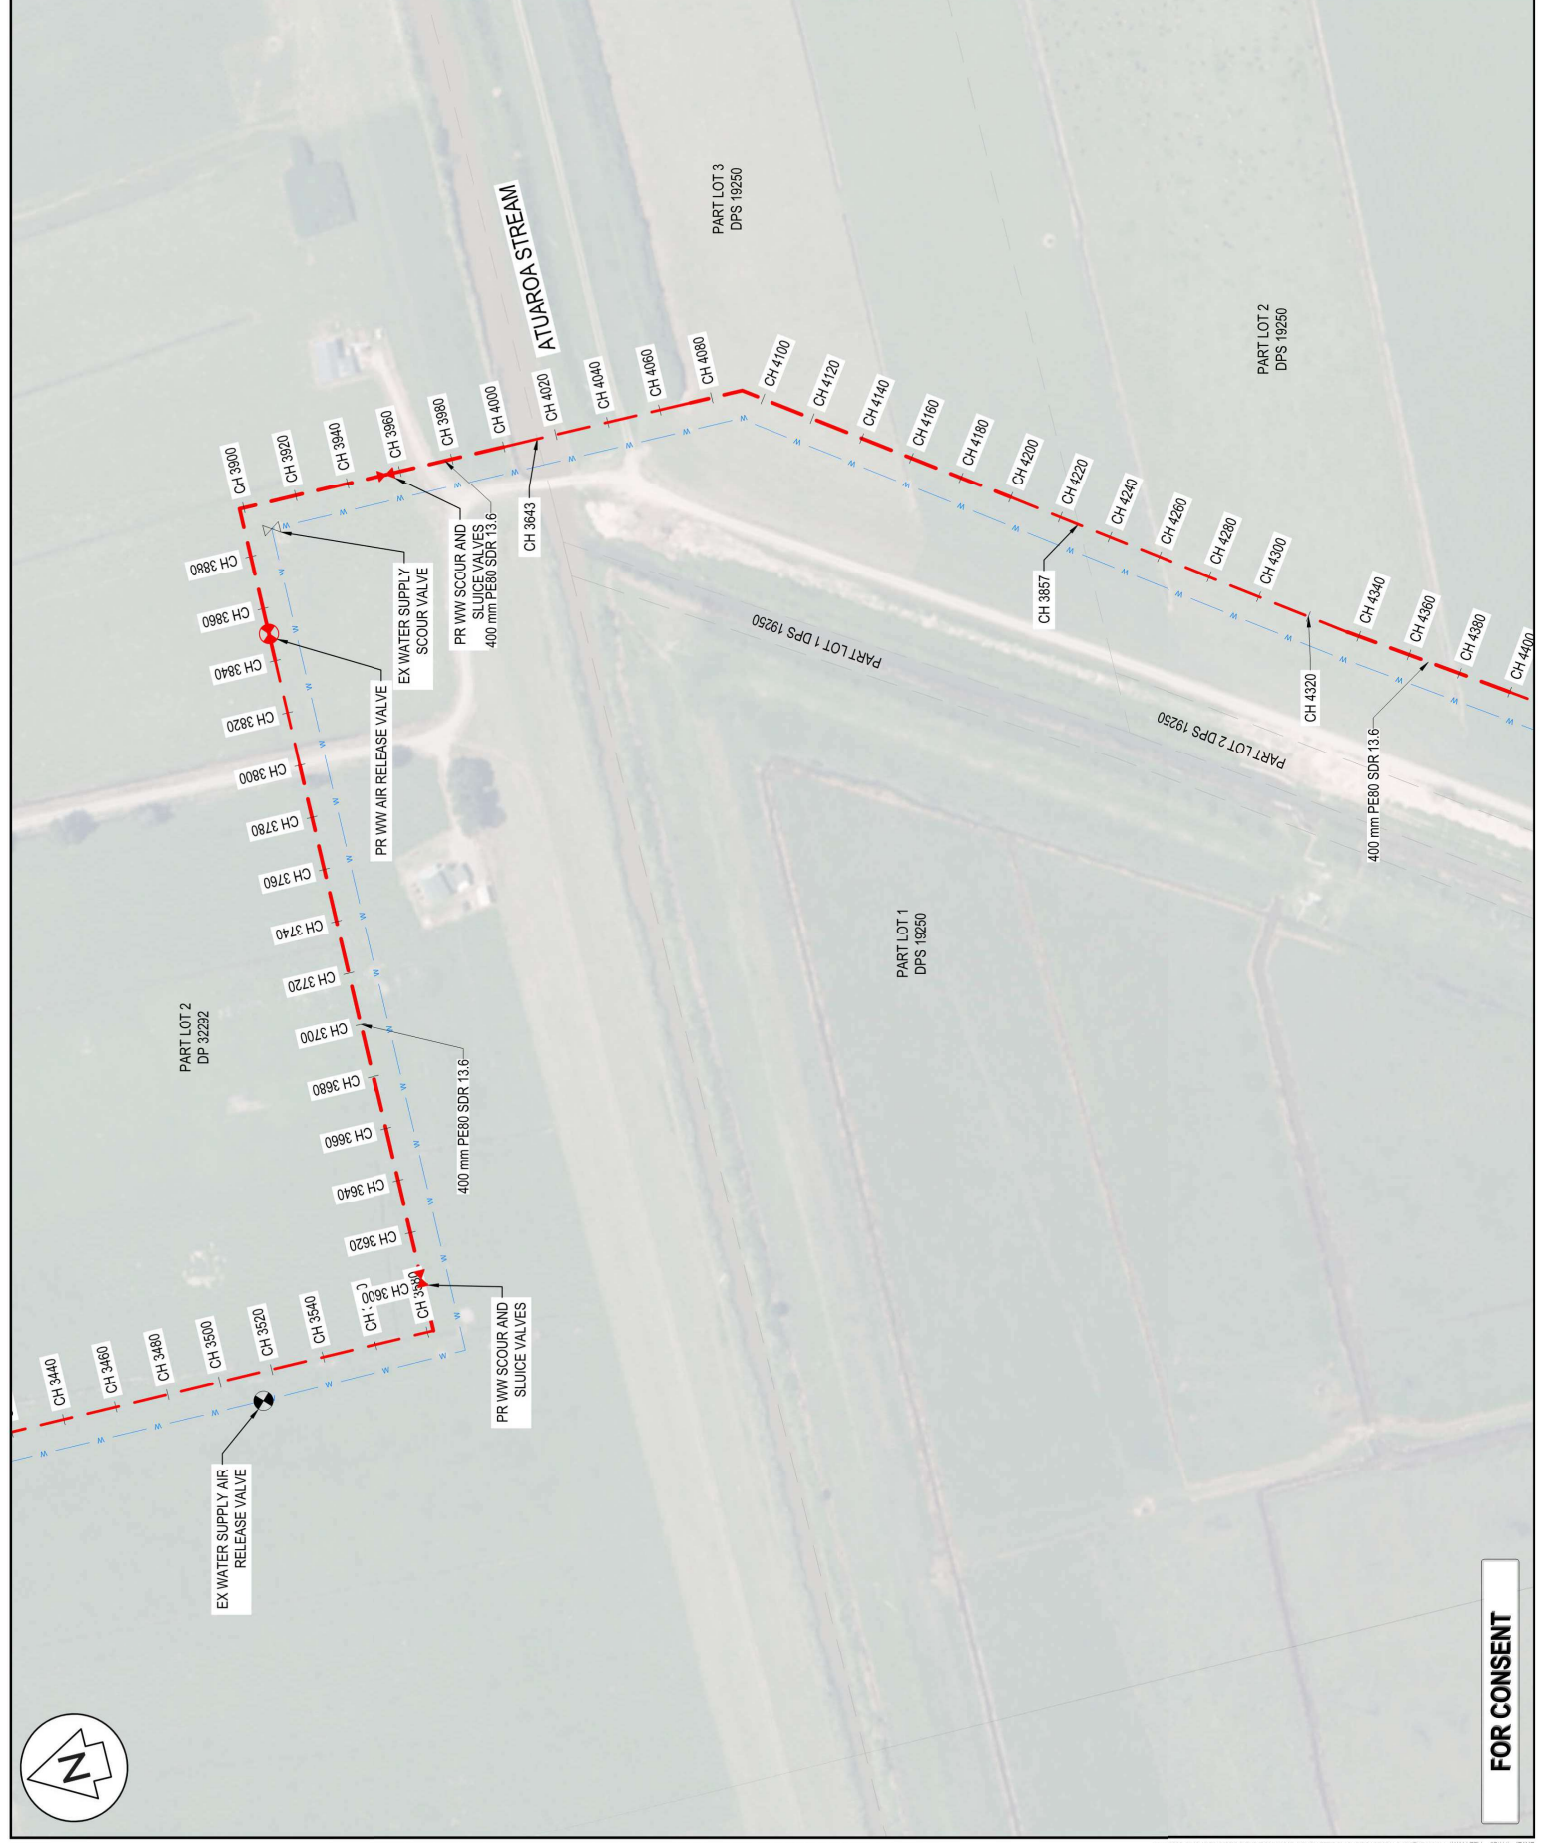 N
FOR CONSENT
EX WATER SUPPLY AIR
RELEASE VALVE
CH 3440
CH 3460
CH 3480
CH 3500
CH 3520
CH 3540
CH 3580
CH 3600
CH 3620
CH 3640
CH 3660
CH 3680
CH 3700
CH 3720
CH 3740
CH 3760
CH 3780
CH 3800
CH 3820
CH 3840
CH 3860
CH 3880
CH 3900
CH 3920
CH 3940
CH 3960
CH 3980
CH 4000
CH 4020
CH 4040
CH 4060
CH 4080
CH 4100
CH 4120
CH 4140
CH 4160
CH 4180
CH 4200
CH 4220
CH 4240
CH 4260
CH 4280
CH 4300
CH 4340
CH 4360
CH 4380
CH 4400
PR WW SCOUR AND
SLUICE VALVES
400 mm PE80 SDR 13.6
PART LOT 2
DP 32292
PR WW AIR RELEASE VALVE
EX WATER SUPPLY
SCOUR VALVE
PR WW SCOUR AND
SLUICE VALVES
400 mm PE80 SDR 13.6
CH 3643
ATUAROA STREAM
PART LOT 3
DPS 19250
PART LOT 1 DPS 19250
PART LOT 1
DPS 19250
CH 3857
PART LOT 2 DPS 19250
PART LOT 2
DPS 19250
CH 4320
400 mm PE80 SDR 13.6